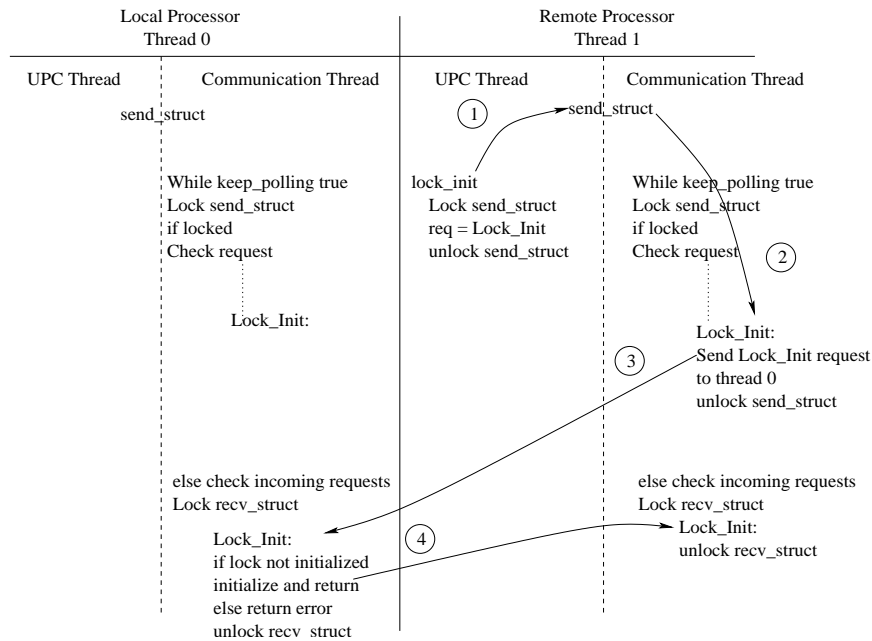 Local Processor
Thread 0
Remote Processor
Thread 1
UPC Thread
Communication Thread
UPC Thread
Communication Thread
send_struct
1
send_struct
While keep_polling true
Lock send_struct
if locked
Check request
lock_init
Lock send_struct
req = Lock_Init
unlock send_struct
While keep_polling true
Lock send_struct
if locked
Check request
2
Lock_Init:
Lock_Init:
Send Lock_Init request
to thread 0
unlock send_struct
3
else check incoming requests
Lock recv_struct
Lock_Init:
if lock not initialized
initialize and return
else return error
unlock recv_struct
4
else check incoming requests
Lock recv_struct
Lock_Init:
unlock recv_struct